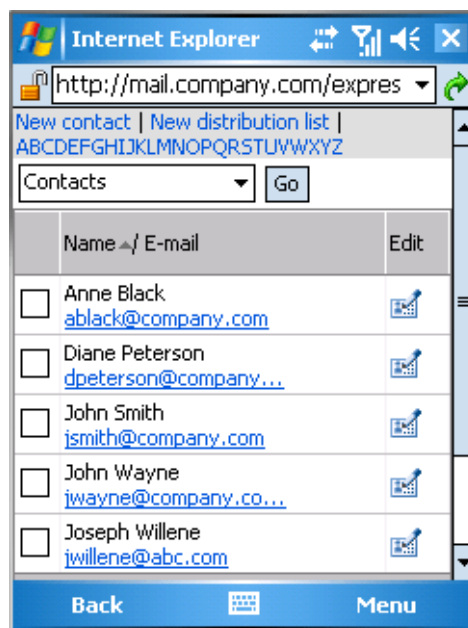 Internet Explorer
http://mail.company.com/expres
New contact | New distribution list |
ABCDEFGHIJKLMNOPQRSTUVWXYZ
Contacts Go
Name / E-mail Edit
Anne Black
ablack@company.com
Diane Peterson
dpeterson@company...
John Smith
jsmith@company.com
John Wayne
jwayne@company.co...
Joseph Willene
jwillene@abc.com
Back Menu